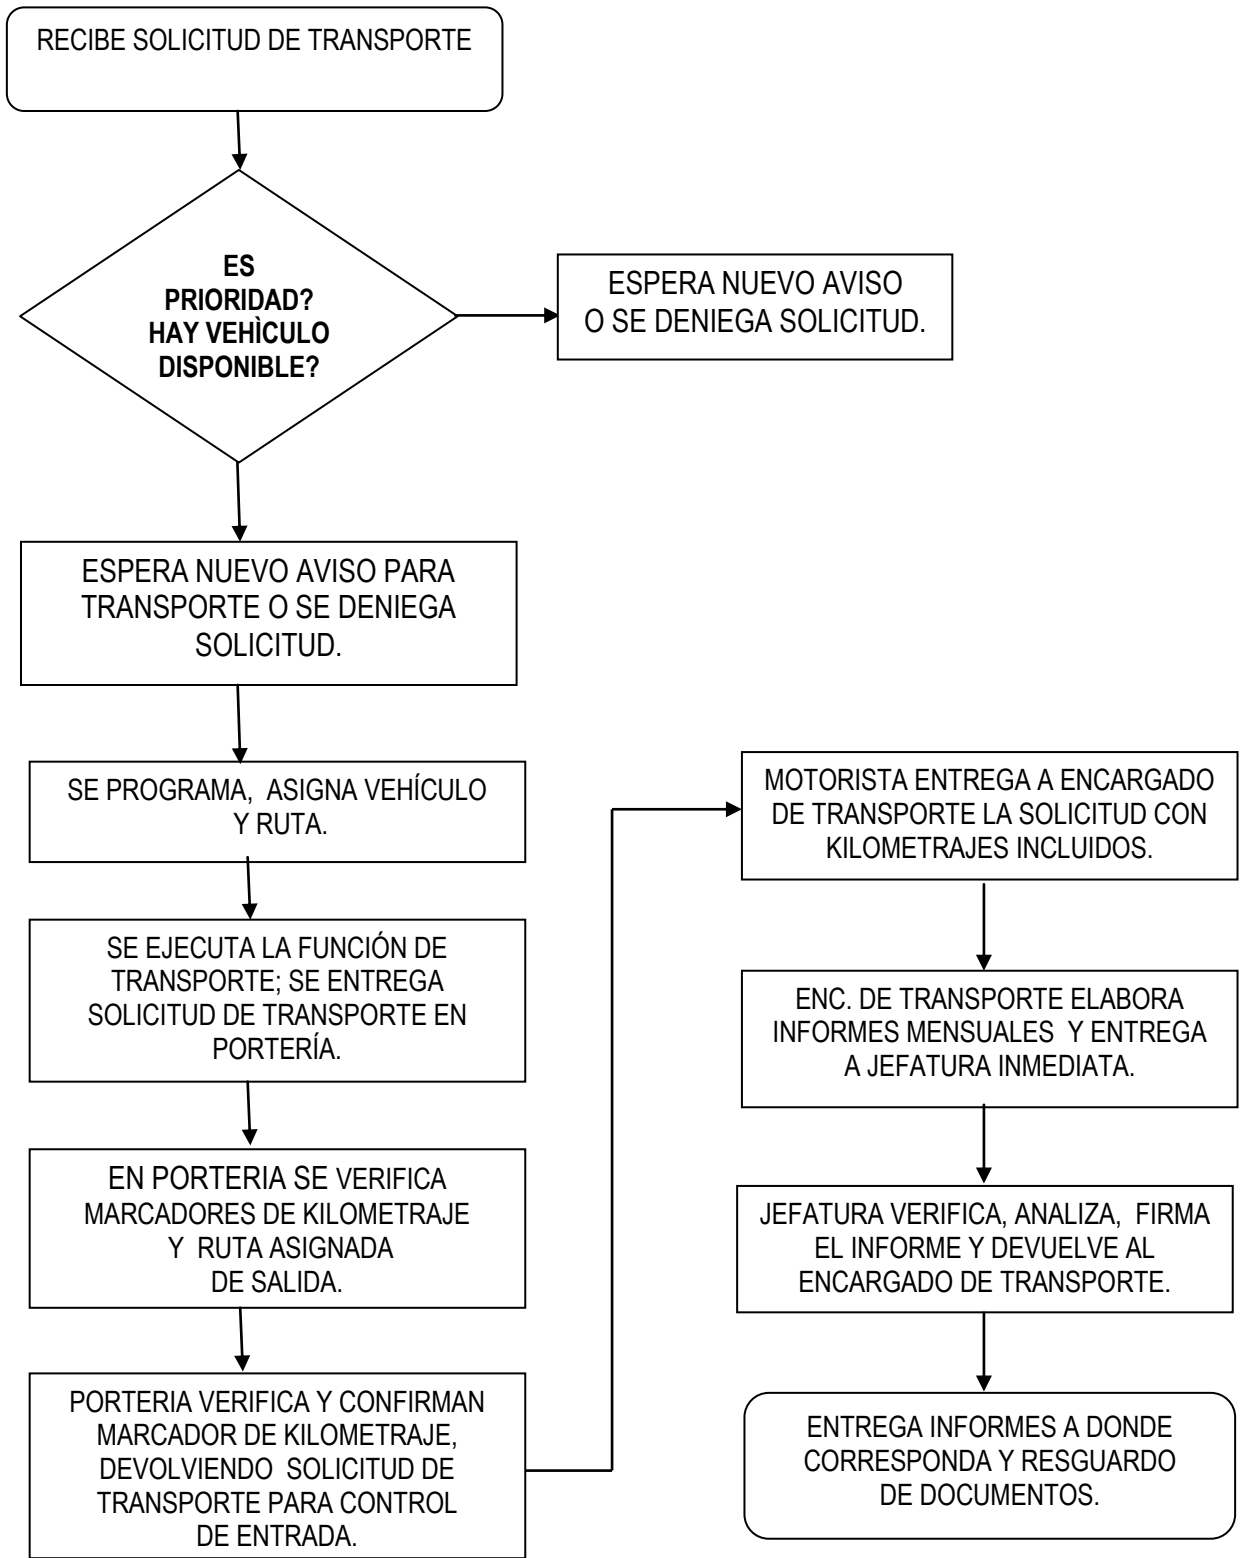 RECIBE SOLICITUD DE TRANSPORTE
ES
PRIORIDAD?
HAY VEHÌCULO
DISPONIBLE?
ESPERA NUEVO AVISO
O SE DENIEGA SOLICITUD.
ESPERA NUEVO AVISO PARA
TRANSPORTE O SE DENIEGA
SOLICITUD.
SE PROGRAMA, ASIGNA VEHÍCULO
Y RUTA.
SE EJECUTA LA FUNCIÓN DE
TRANSPORTE; SE ENTREGA
SOLICITUD DE TRANSPORTE EN
PORTERÍA.
EN PORTERIA SE VERIFICA
MARCADORES DE KILOMETRAJE
Y RUTA ASIGNADA
DE SALIDA.
PORTERIA VERIFICA Y CONFIRMAN
MARCADOR DE KILOMETRAJE,
DEVOLVIENDO SOLICITUD DE
TRANSPORTE PARA CONTROL
DE ENTRADA.
MOTORISTA ENTREGA A ENCARGADO
DE TRANSPORTE LA SOLICITUD CON
KILOMETRAJES INCLUIDOS.
ENC. DE TRANSPORTE ELABORA
INFORMES MENSUALES Y ENTREGA
A JEFATURA INMEDIATA.
JEFATURA VERIFICA, ANALIZA, FIRMA
EL INFORME Y DEVUELVE AL
ENCARGADO DE TRANSPORTE.
ENTREGA INFORMES A DONDE
CORRESPONDA Y RESGUARDO
DE DOCUMENTOS.